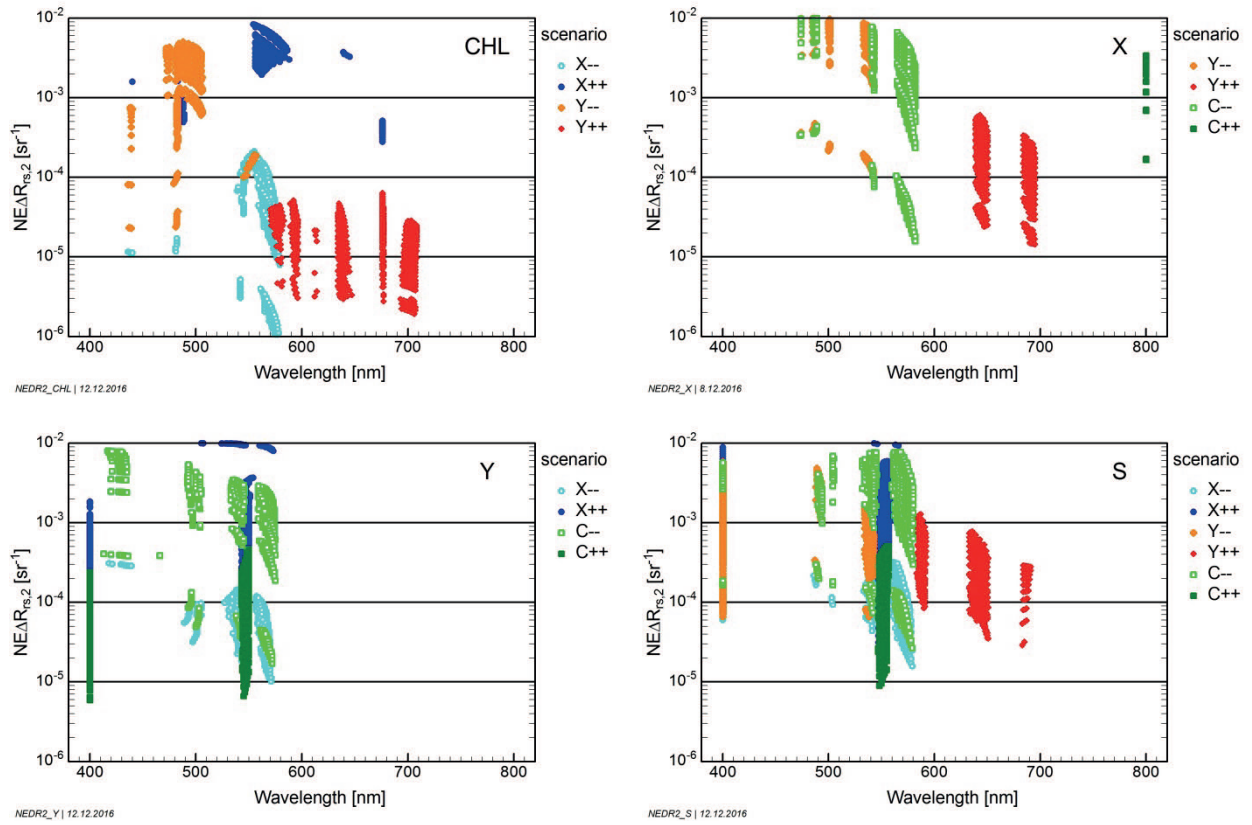 CHL
scenario
X--
X++
Y--
Y++
10⁻²
10⁻³
10⁻⁴
10⁻⁵
10⁻⁶
NEΔRrs,2 [sr⁻¹]
400 500 600 700 800
Wavelength [nm]
NEDR2_CHL | 12.12.2016
X
scenario
Y--
Y++
C--
C++
10⁻²
10⁻³
10⁻⁴
10⁻⁵
10⁻⁶
NEΔRrs,2 [sr⁻¹]
400 500 600 700 800
Wavelength [nm]
NEDR2_X | 8.12.2016
Y
scenario
X--
X++
C--
C++
10⁻²
10⁻³
10⁻⁴
10⁻⁵
10⁻⁶
NEΔRrs,2 [sr⁻¹]
400 500 600 700 800
Wavelength [nm]
NEDR2_Y | 12.12.2016
S
scenario
X--
X++
Y--
Y++
C--
C++
10⁻²
10⁻³
10⁻⁴
10⁻⁵
10⁻⁶
NEΔRrs,2 [sr⁻¹]
400 500 600 700 800
Wavelength [nm]
NEDR2_S | 12.12.2016